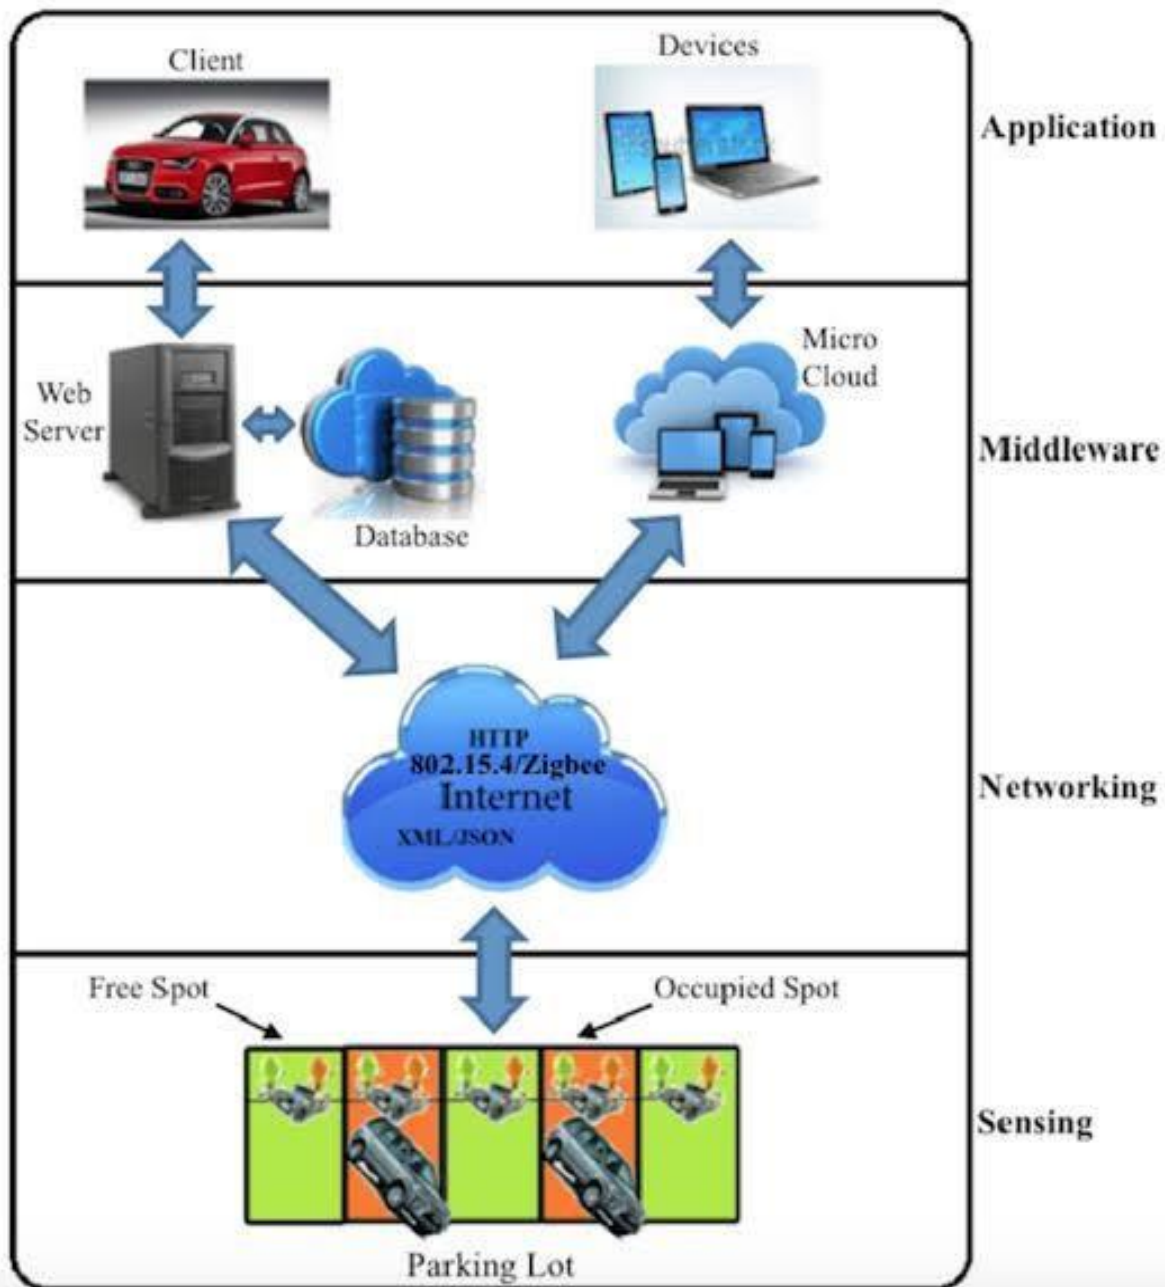 Client
Devices
Application
Web
Server
Database
Micro
Cloud
Middleware
HTTP
802.15.4/Zigbee
Internet
XML/JSON
Networking
Free Spot
Occupied Spot
Sensing
Parking Lot